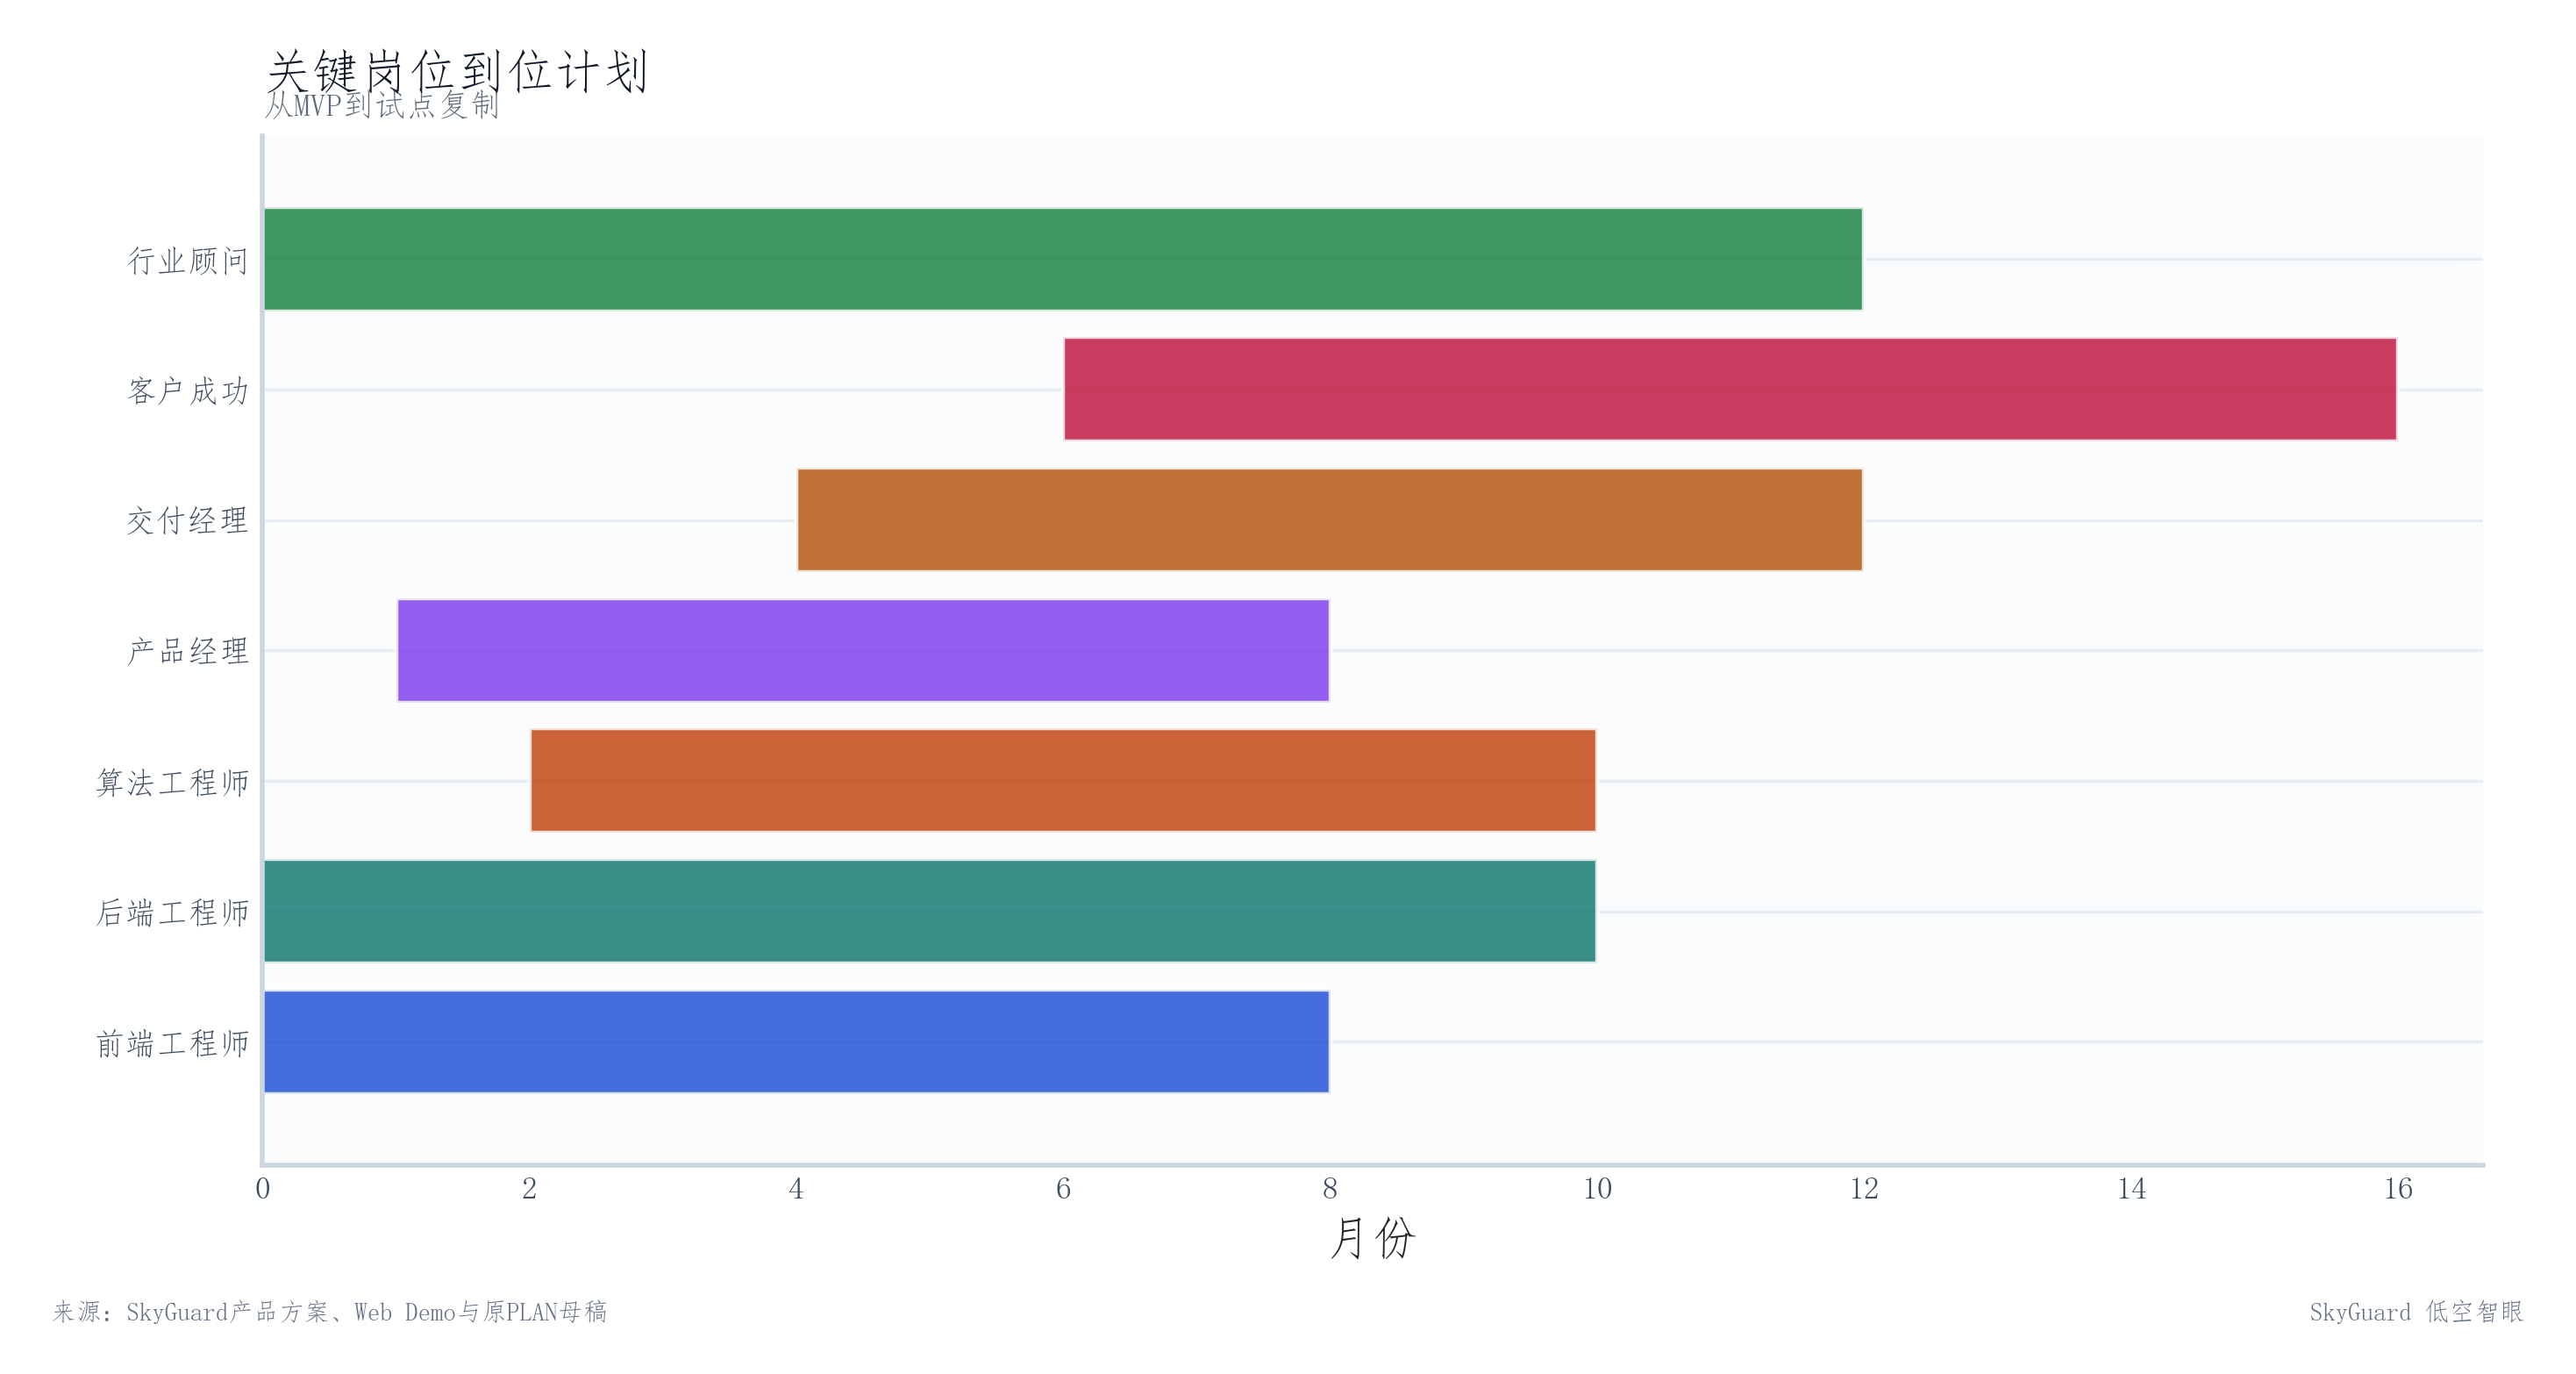 关键岗位到位计划
从MVP到试点复制
行业顾问
客户成功
交付经理
产品经理
算法工程师
后端工程师
前端工程师
0 2 4 6 8 10 12 14 16
月份
来源：SkyGuard产品方案、Web Demo与原PLAN母稿
SkyGuard 低空智眼